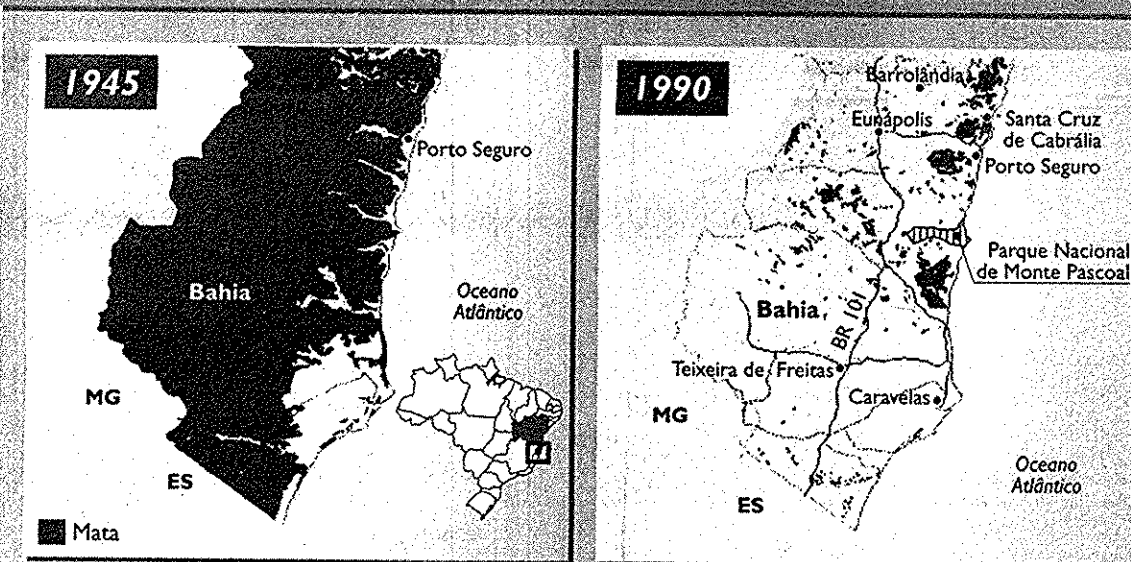 1945
Porto Seguro
Bahia
Oceano
Atlântico
MG
ES
Mata
1990
Barrolândia
Eunápolis
Santa Cruz
de Cabrália
Porto Seguro
Parque Nacional
de Monte Pascoal
Bahia
BR 101
Teixeira de Freitas
Caravelas
MG
Oceano
Atlântico
ES